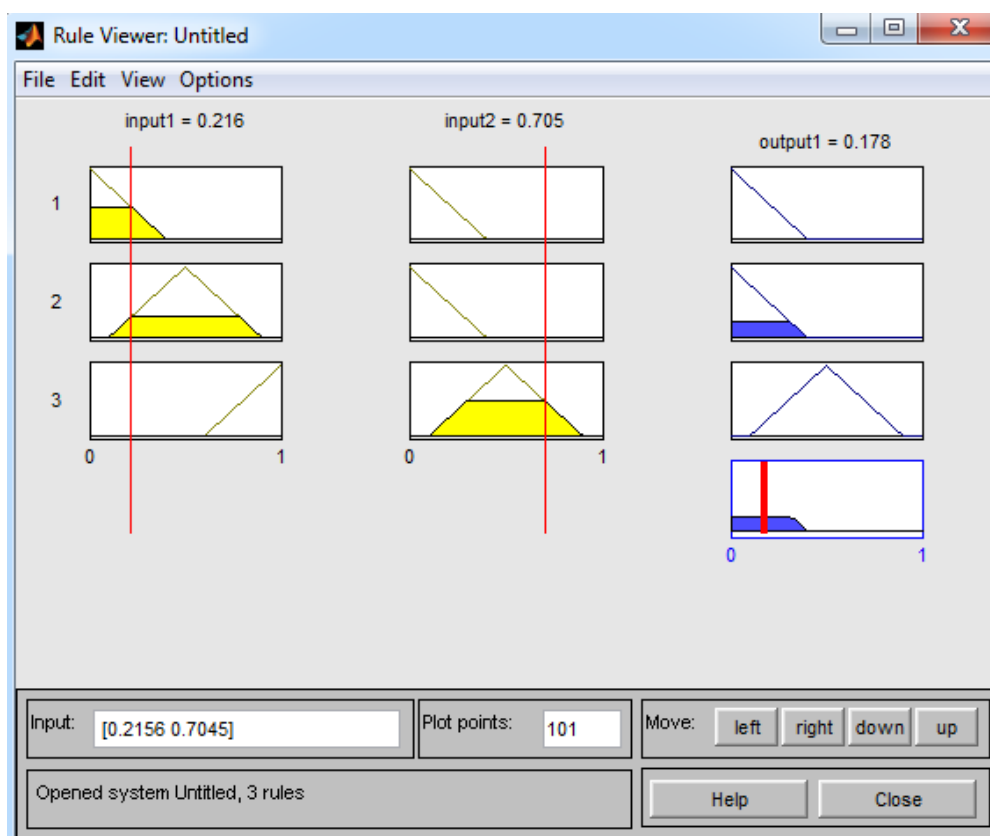 Rule Viewer: Untitled
File Edit View Options
input1 = 0.216
input2 = 0.705
output1 = 0.178
1
2
3
0 1
0 1
0 1
Input: [0.2156 0.7045]
Plot points: 101
Move: left right down up
Opened system Untitled, 3 rules
Help Close